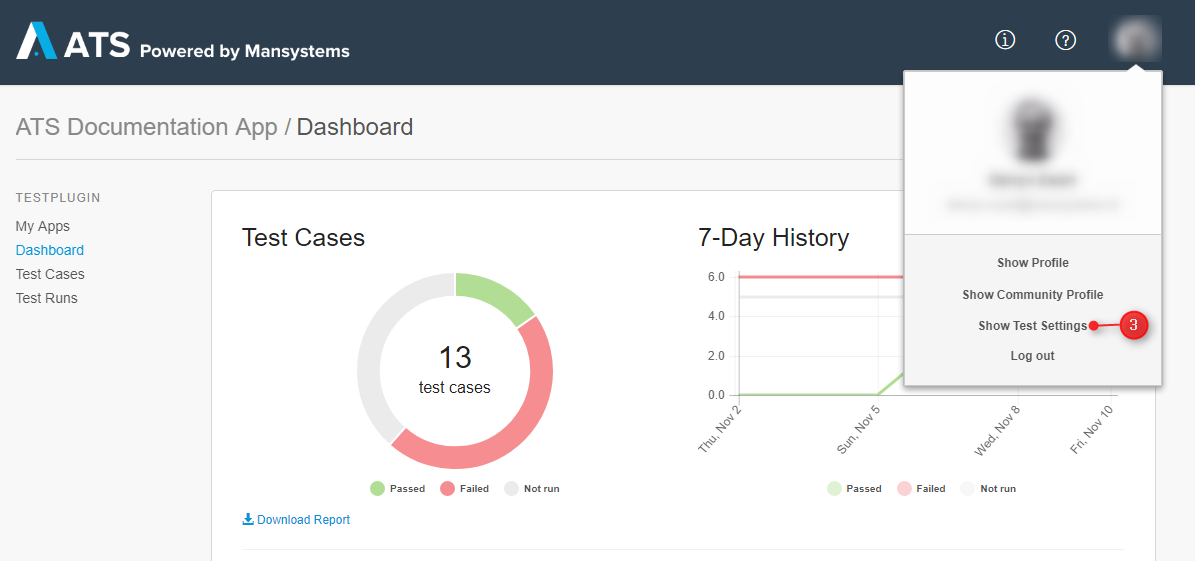 ATS Powered by Mansystems
ATS Documentation App / Dashboard
TESTPLUGIN
My Apps
Dashboard
Test Cases
Test Runs
Test Cases
13
test cases
Passed Failed Not run
Download Report
7-Day History
6.0
4.0
2.0
0.0
Thu, Nov 2
Sun, Nov 5
Wed, Nov 8
Fri, Nov 10
Passed Failed Not run
Show Profile
Show Community Profile
Show Test Settings 3
Log out